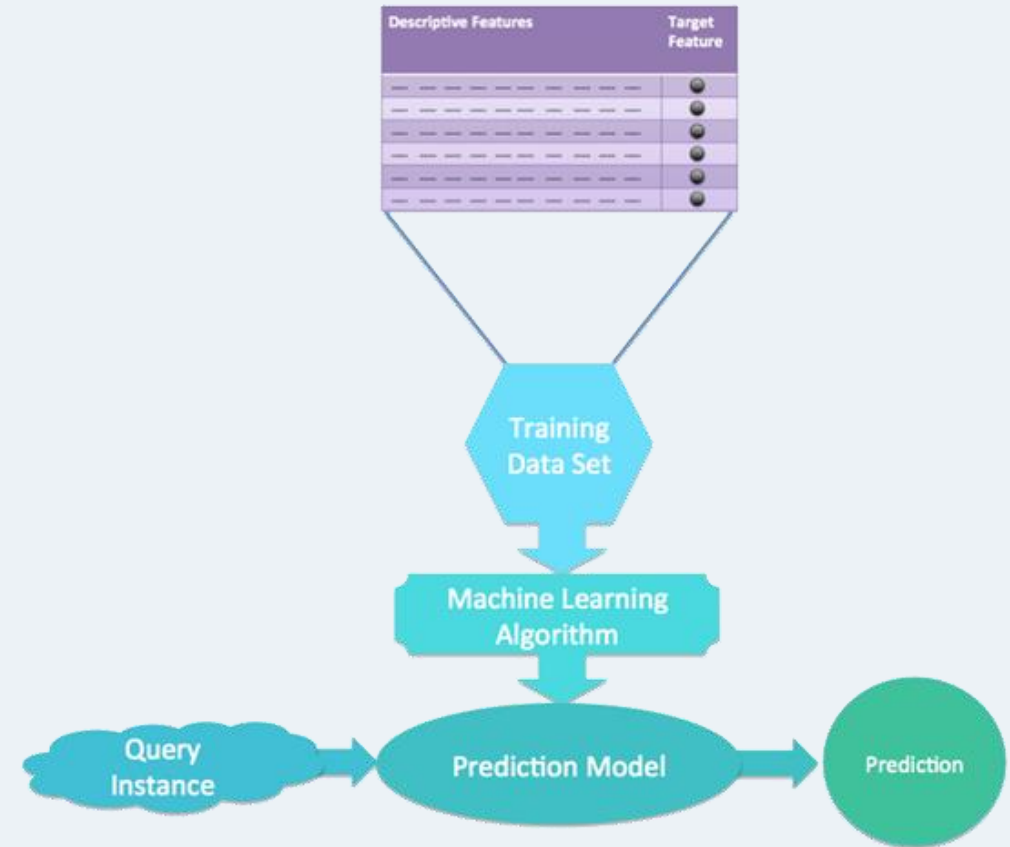 Descriptive Features
Target
Feature
Training
Data Set
Machine Learning
Algorithm
Query
Instance
Prediction Model
Prediction